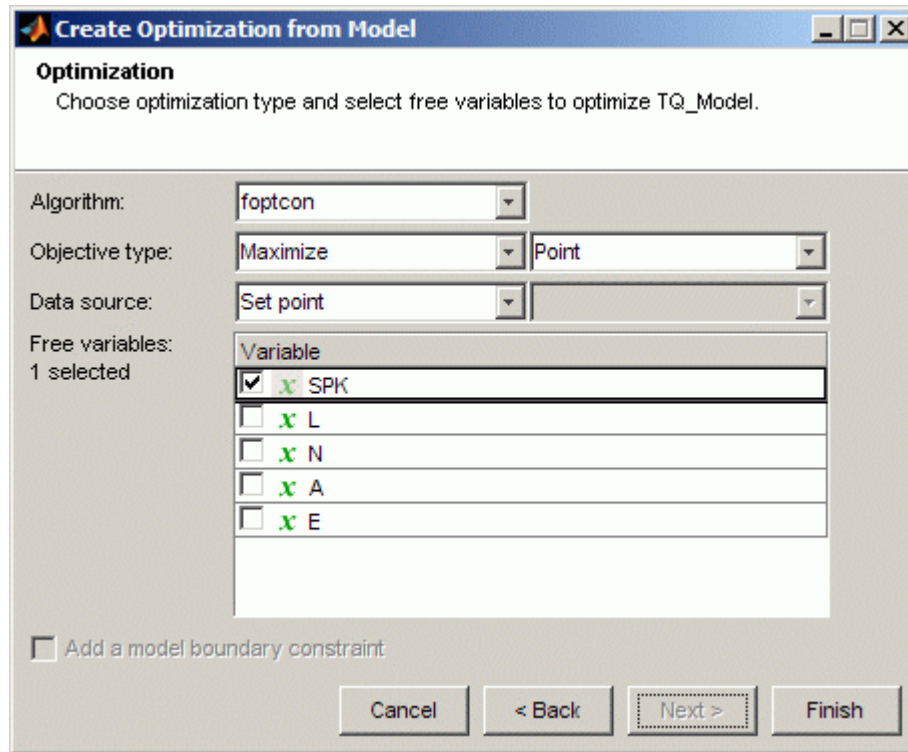 Create Optimization from Model
Optimization
Choose optimization type and select free variables to optimize TQ_Model.
Algorithm: foptcon
Objective type: Maximize Point
Data source: Set point
Free variables:
1 selected
Variable
x SPK
x L
x N
x A
x E
Add a model boundary constraint
Cancel < Back Next > Finish